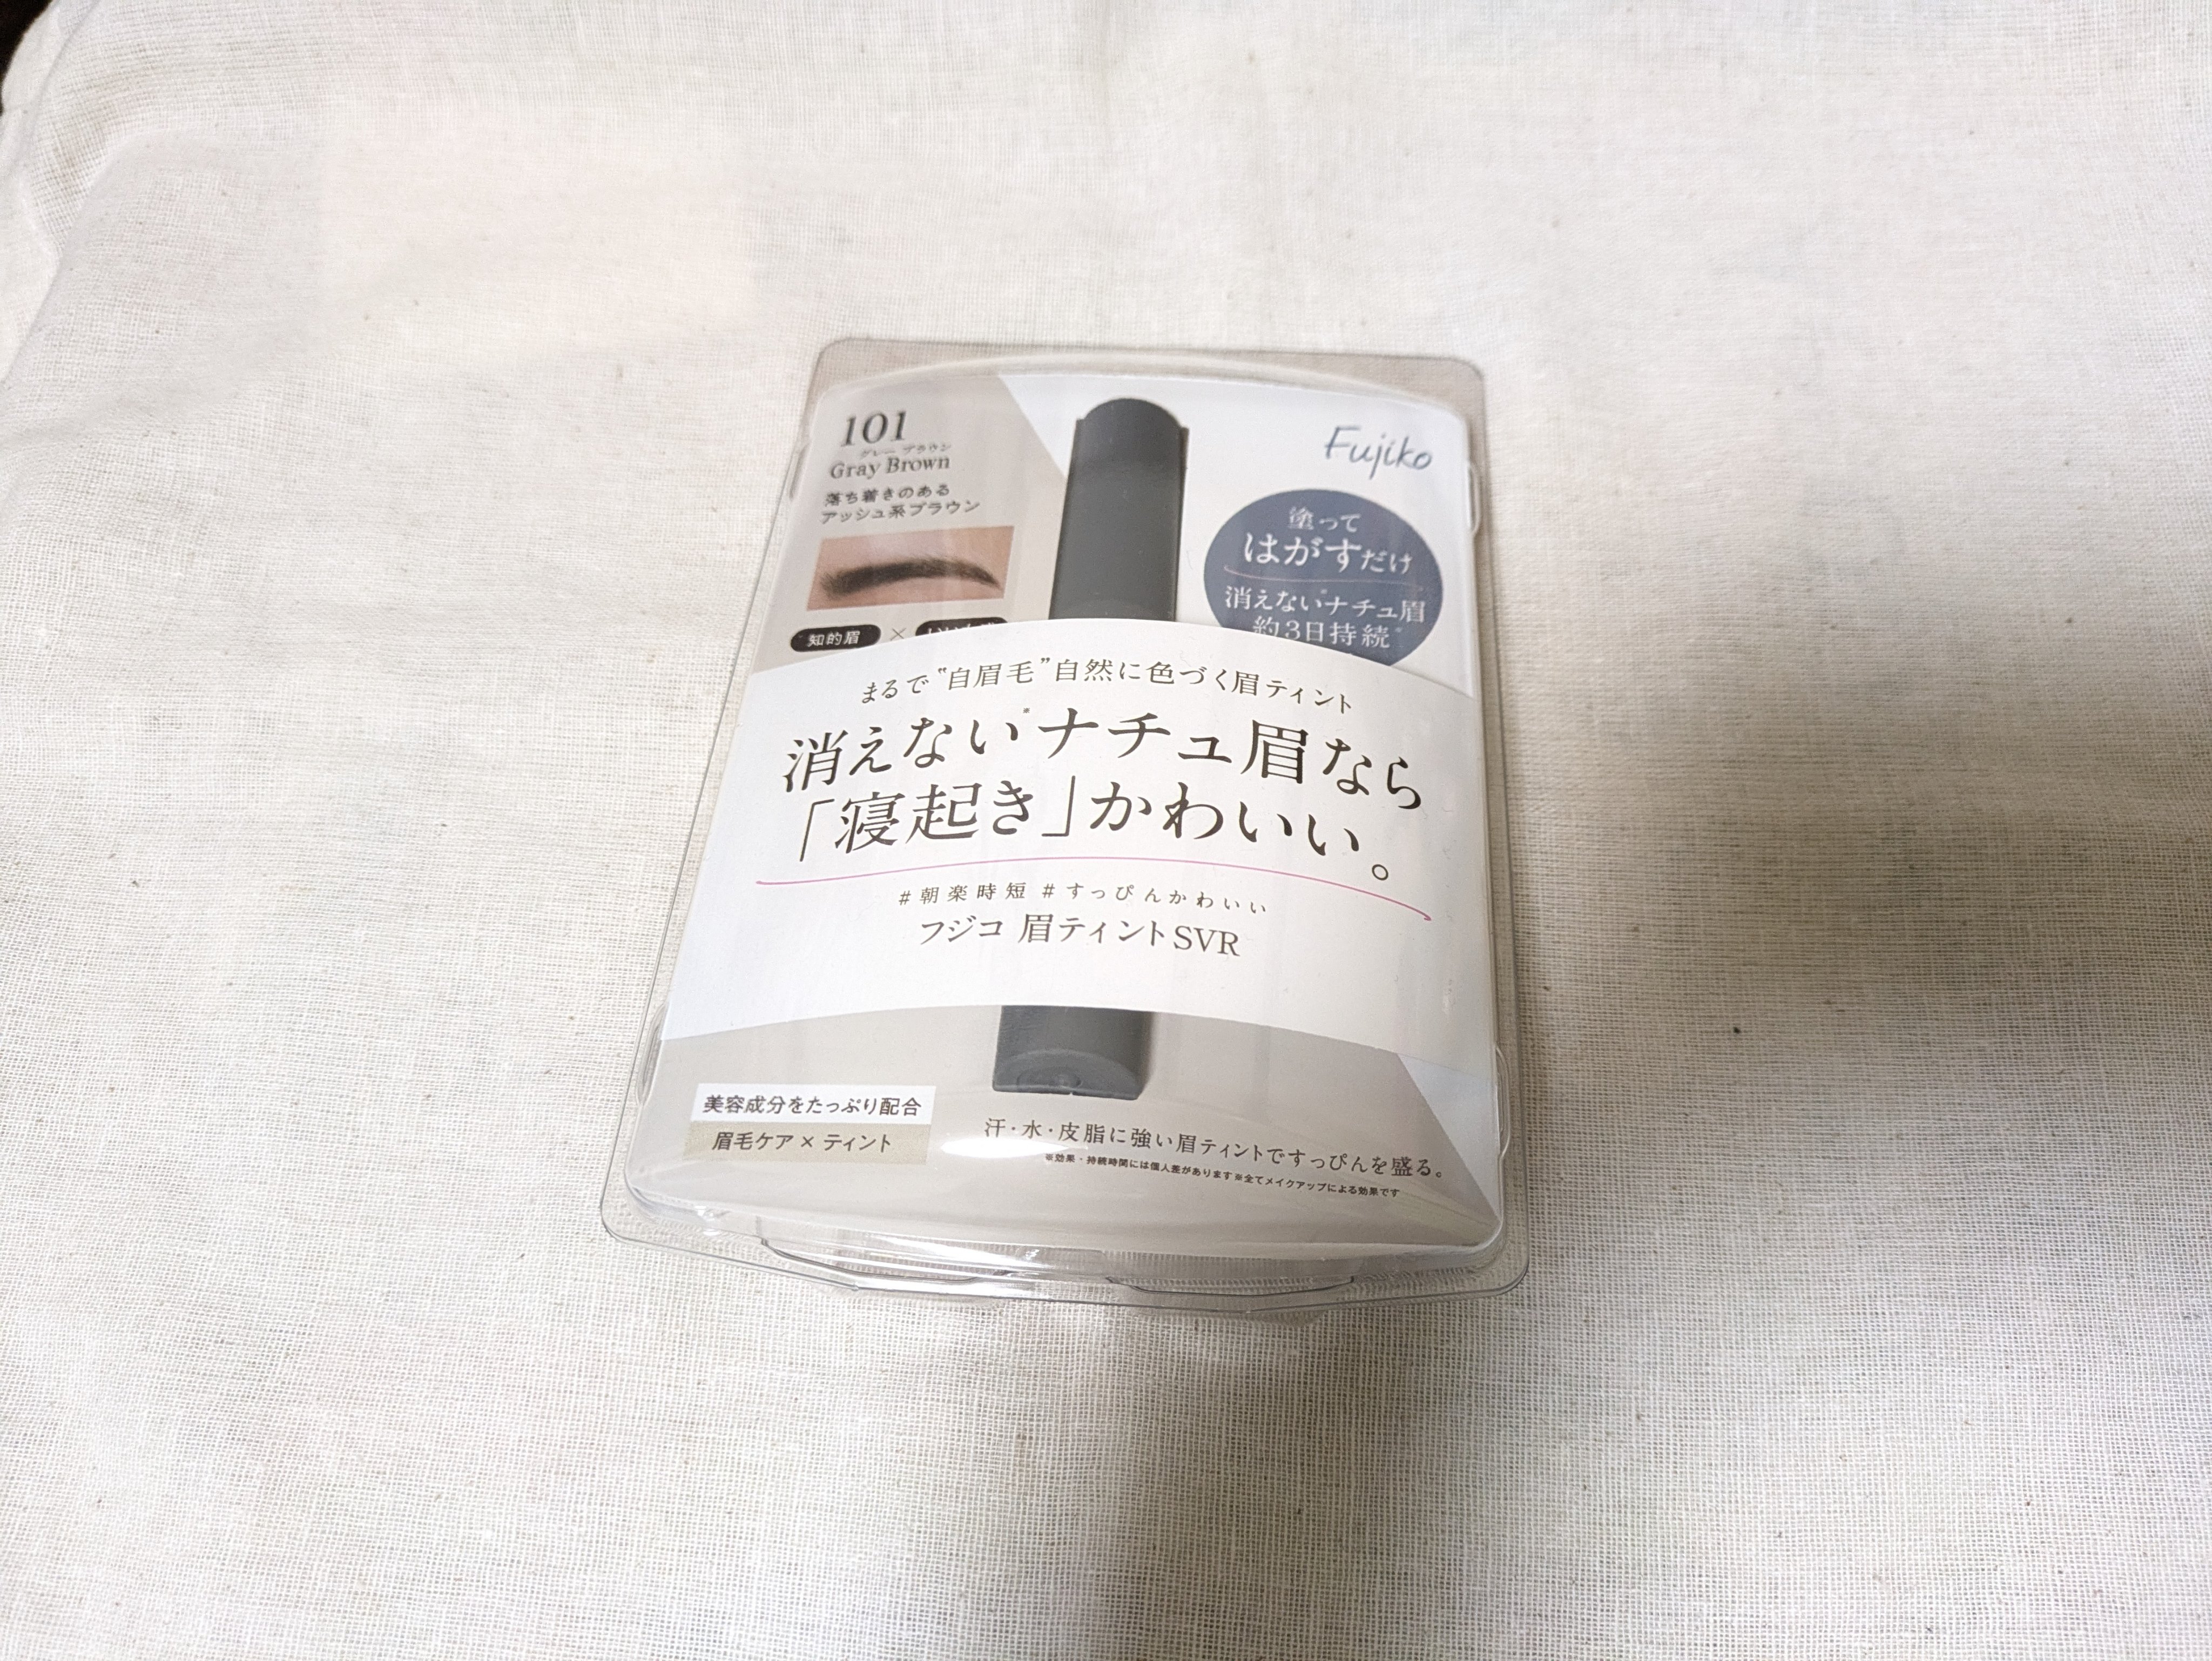 101
グレー ブラウン
Gray Brown
落ち着きのある
アッシュ系ブラウン
知的眉 ×
Fujiko
塗って
はがすだけ
消えない※ナチュ眉
約3日持続※
まるで"自眉毛"自然に色づく眉ティント
消えない※ナチュ眉なら
「寝起き」かわいい。
#朝楽時短 #すっぴんかわいい
フジコ 眉ティントSVR
美容成分をたっぷり配合
眉毛ケア×ティント
汗・水・皮脂に強い眉ティントですっぴんを盛る。
※効果・持続時間には個人差があります※全てメイクアップによる効果です